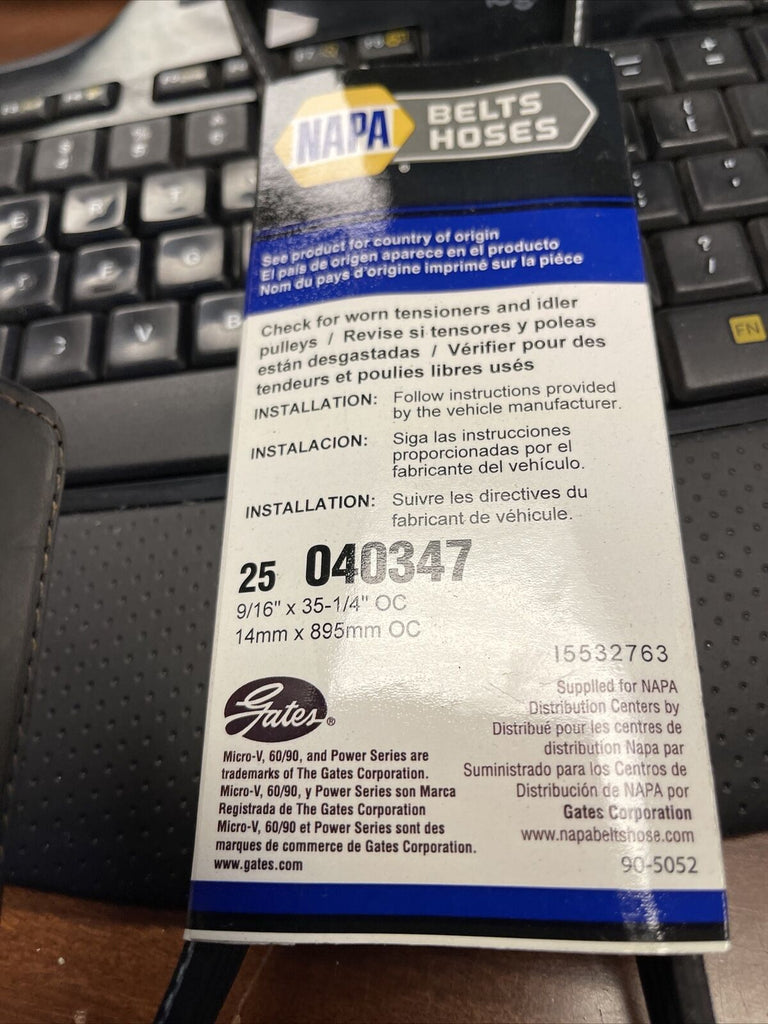 NAPA BELTS HOSES
See product for country of origin
El país de origen aparece en el producto
Nom du pays d'origine imprimé sur la pièce
Check for worn tensioners and idler
pulleys / Revise si tensores y poleas
están desgastadas / Vérifier pour des
tendeurs et poulies libres usés
INSTALLATION: Follow instructions provided
by the vehicle manufacturer.
INSTALACION: Siga las instrucciones
proporcionadas por el
fabricante del vehículo.
INSTALLATION: Suivre les directives du
fabricant de véhicule.
25 040347
9/16" x 35-1/4" OC
14mm x 895mm OC
I5532763
Gates®
Micro-V, 60/90, and Power Series are
trademarks of The Gates Corporation.
Micro-V, 60/90, y Power Series son Marca
Registrada de The Gates Corporation
Micro-V, 60/90 et Power Series sont des
marques de commerce de Gates Corporation.
www.gates.com
Supplied for NAPA
Distribution Centers by
Distribué pour les centres de
distribution Napa par
Suministrado para los Centros de
Distribución de NAPA por
Gates Corporation
www.napabeltshose.com
90-5052
E R T
F G
C V B
FN